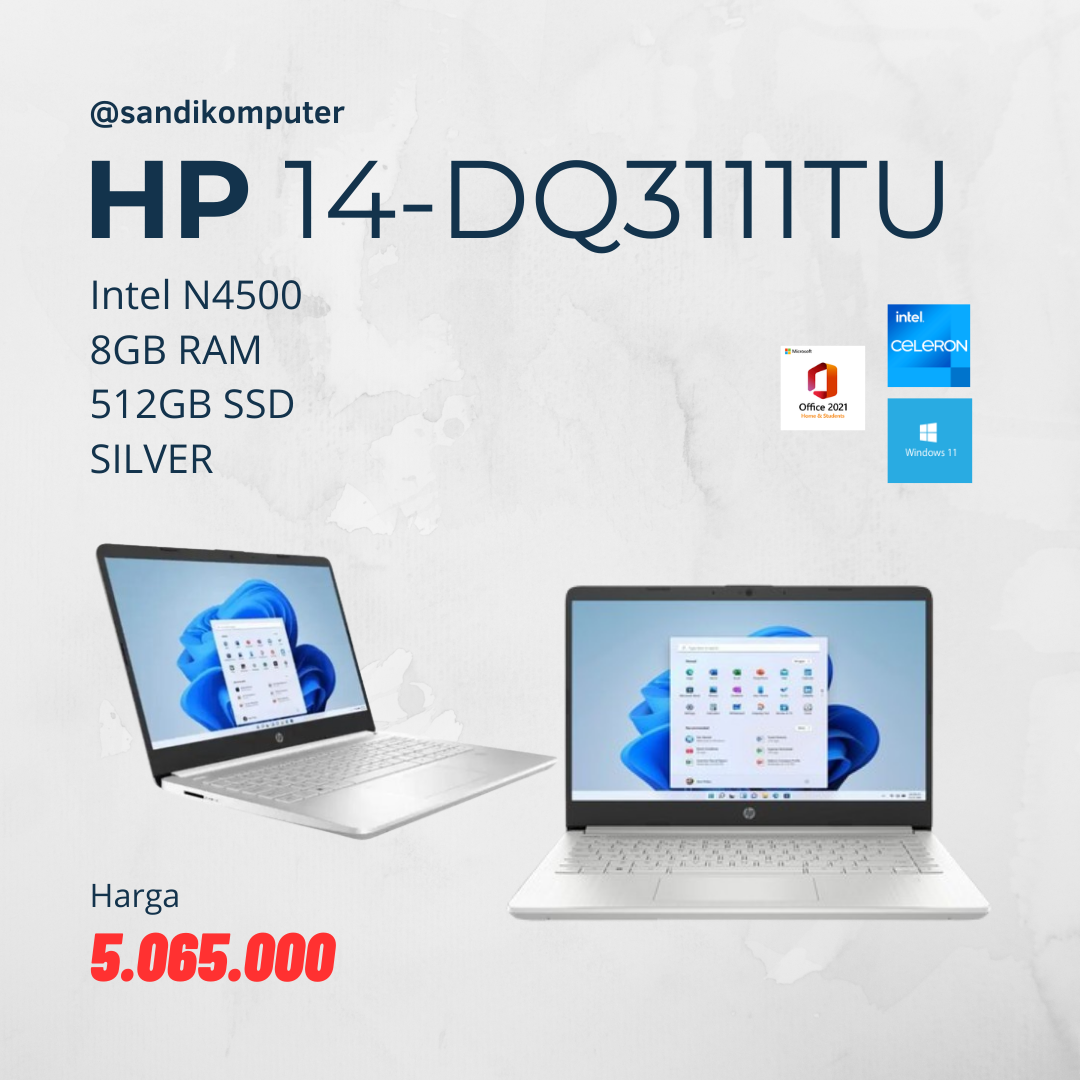 @sandikomputer
HP 14-DQ3111TU
Intel N4500
8GB RAM
512GB SSD
SILVER
intel.
CELERON
Microsoft
Office 2021
Home & Students
Windows 11
Harga
5.065.000